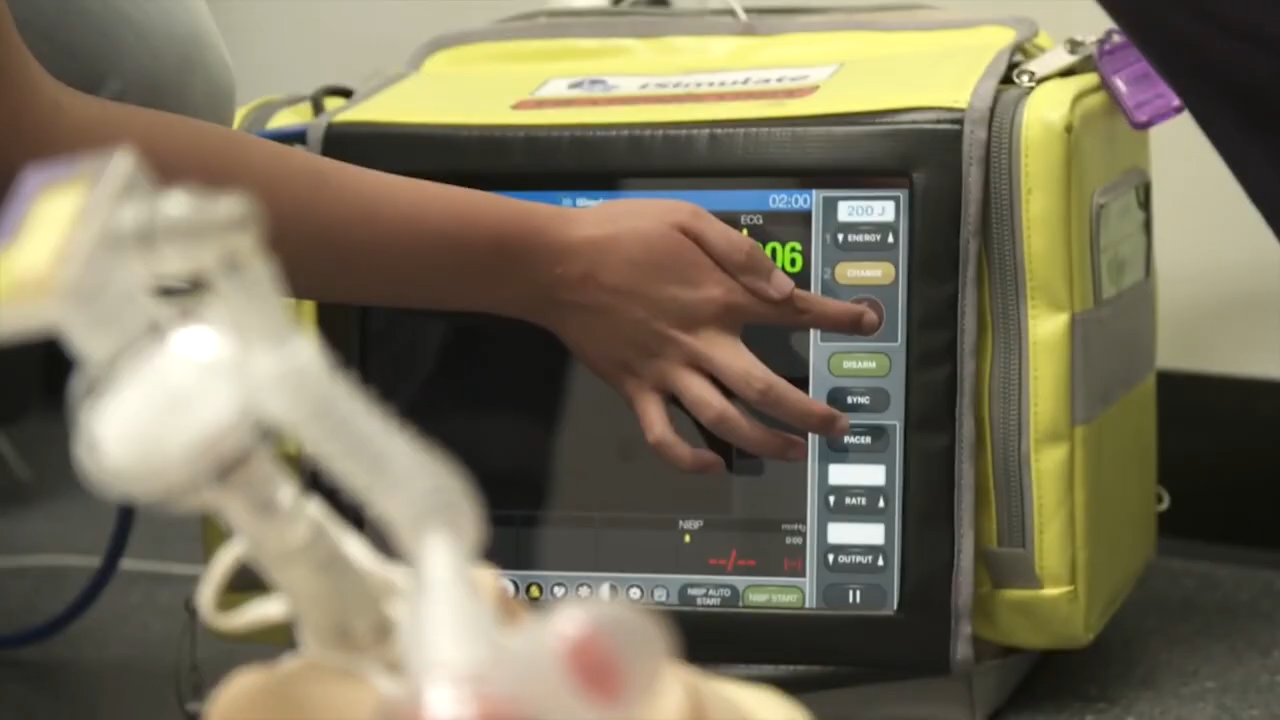 iSimulate
02:00
ECG
06
200 J
1
ENERGY
2
CHARGE
DISARM
SYNC
PACER
RATE
OUTPUT
NIBP
mmHg
0:00
--/--
(--)
NIBP AUTO
START
NIBP START